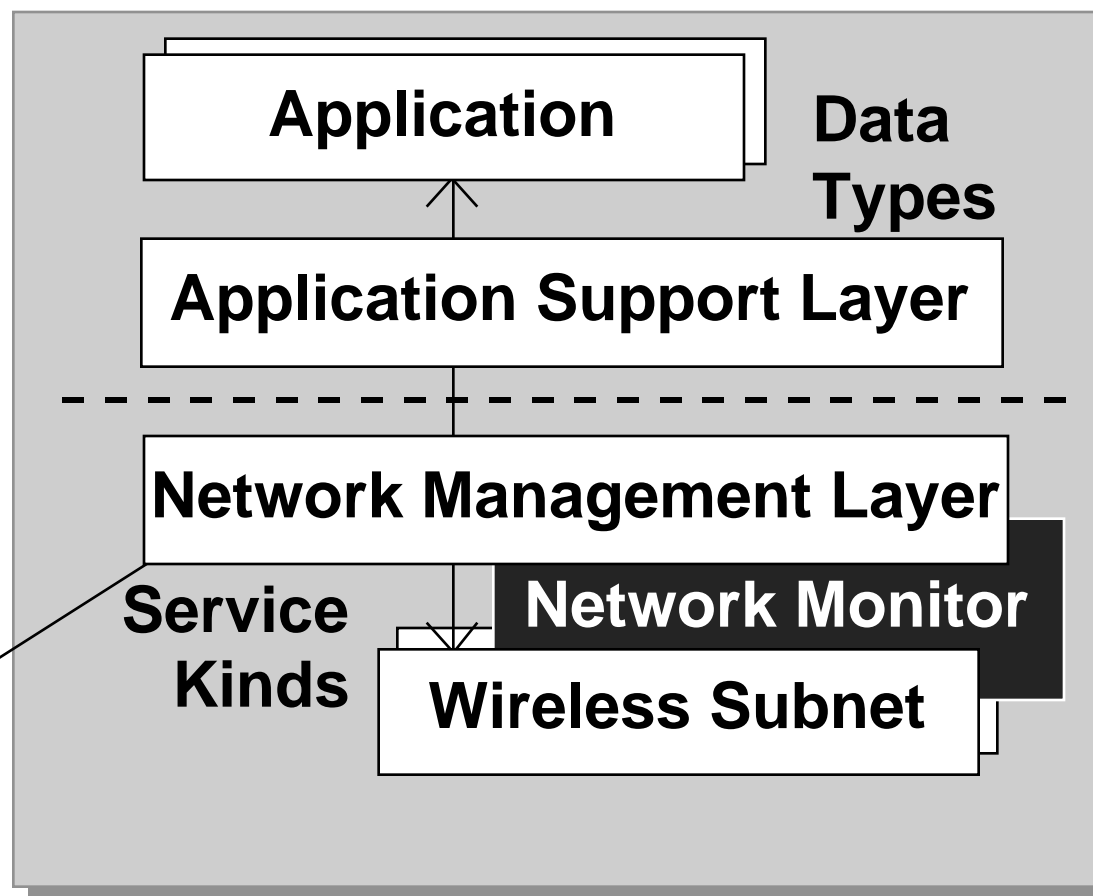 Application
Data
Types
Application Support Layer
Network Management Layer
Service
Kinds
Network Monitor
Wireless Subnet